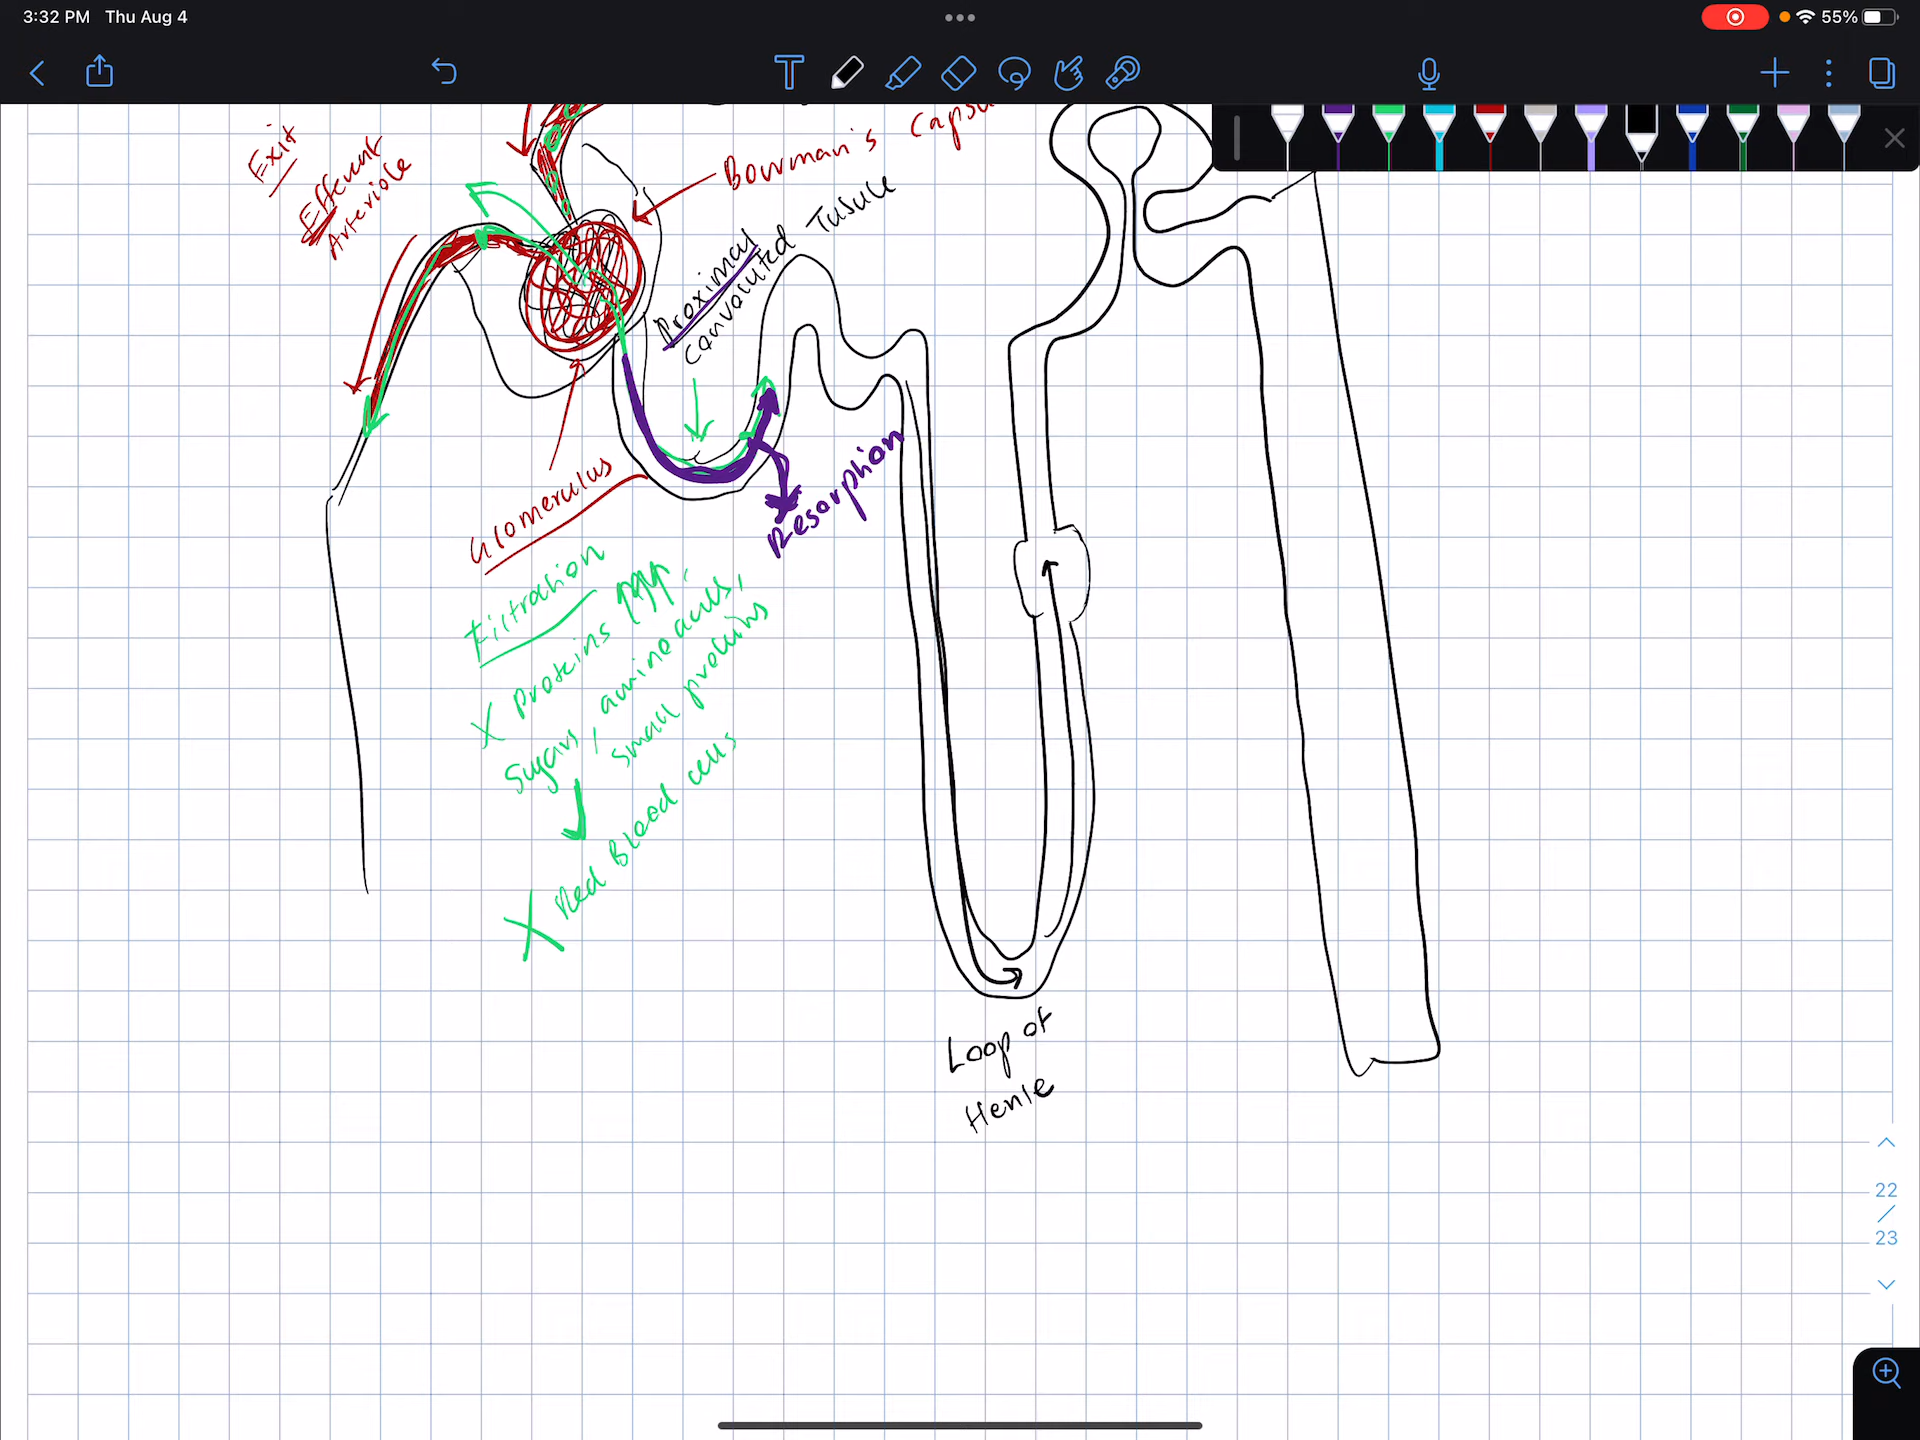 3:32 PM Thu Aug 4
55%
Exit
Efferent
Arteriole
Bowman's Capsu
Proximal
Convoluted Tusule
Glomerulus
Resorption
Filtration
X Proteins
Sugars, amino acids,
small proteins
X Red Blood cells
Loop of
Henle
22
/
23